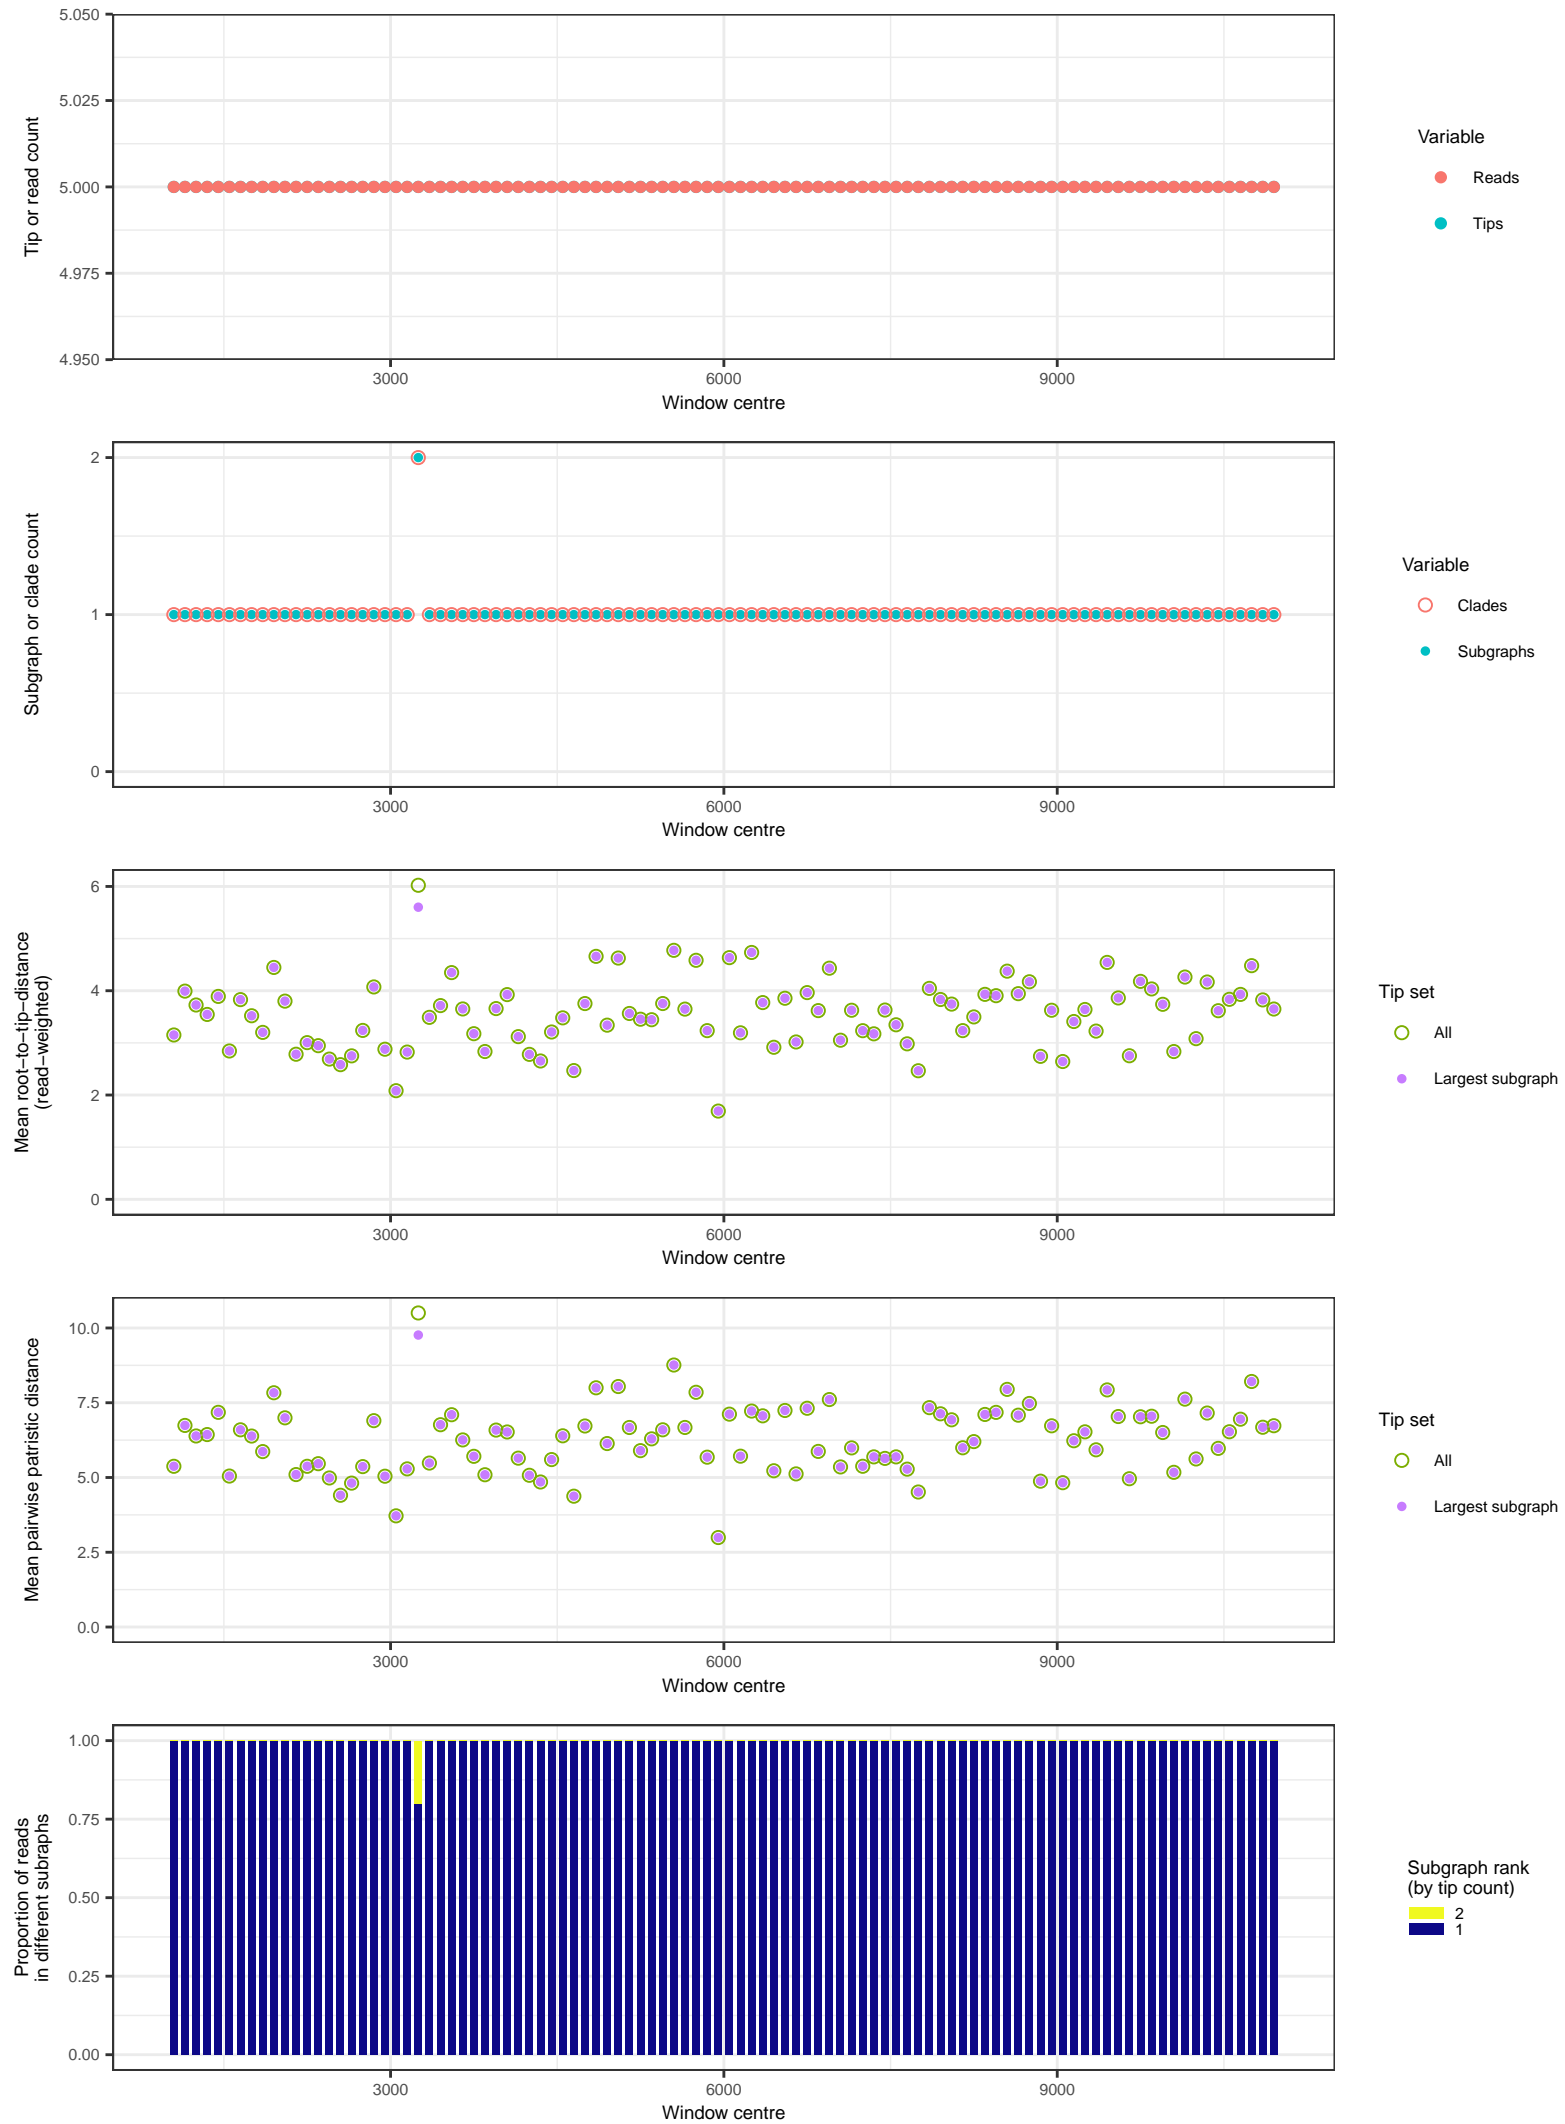 Tip or read count
5.050
5.025
5.000
4.975
4.950
3000 6000 9000
Window centre
Variable
Reads
Tips
Subgraph or clade count
2
1
0
3000 6000 9000
Window centre
Variable
Clades
Subgraphs
Mean root−to−tip−distance
(read−weighted)
6
4
2
0
3000 6000 9000
Window centre
Tip set
All
Largest subgraph
Mean pairwise patristic distance
10.0
7.5
5.0
2.5
0.0
3000 6000 9000
Window centre
Tip set
All
Largest subgraph
Proportion of reads
in different subraphs
1.00
0.75
0.50
0.25
0.00
3000 6000 9000
Window centre
Subgraph rank
(by tip count)
2
1